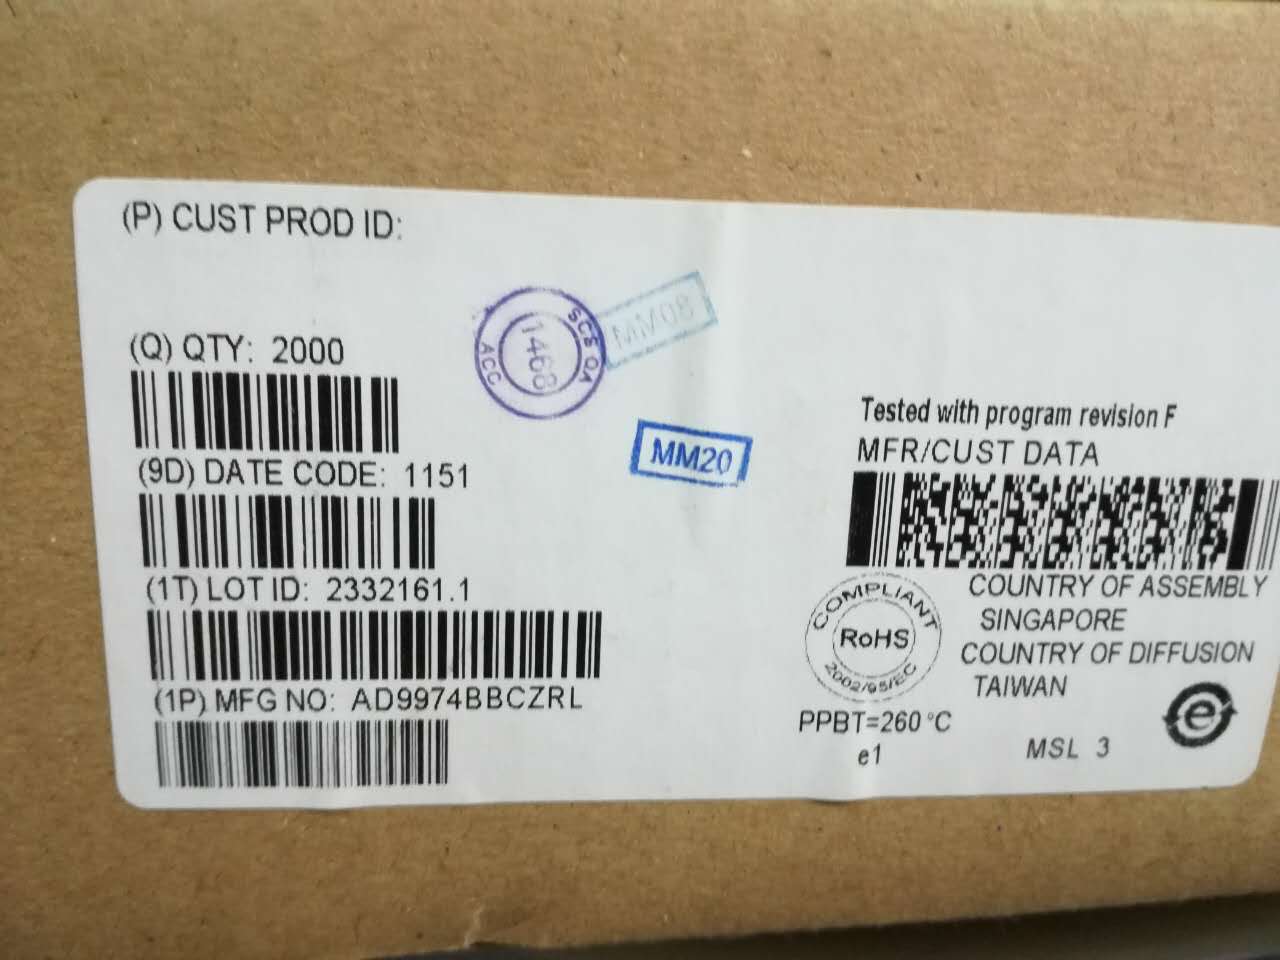 (P) CUST PROD ID:
(Q) QTY: 2000
(9D) DATE CODE: 1151
(1T) LOT ID: 2332161.1
(1P) MFG NO: AD9974BBCZRL
SCS QA
1468
ACC
MM08
MM20
Tested with program revision F
MFR/CUST DATA
COMPLIANT
RoHS
2002/95/EC
COUNTRY OF ASSEMBLY
SINGAPORE
COUNTRY OF DIFFUSION
TAIWAN
PPBT=260 °C
e1
MSL 3
e